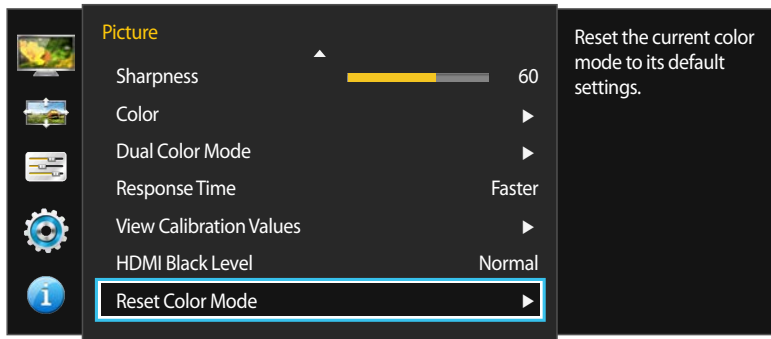 Picture
Sharpness 60
Color
Dual Color Mode
Response Time Faster
View Calibration Values
HDMI Black Level Normal
Reset Color Mode
Reset the current color
mode to its default
settings.